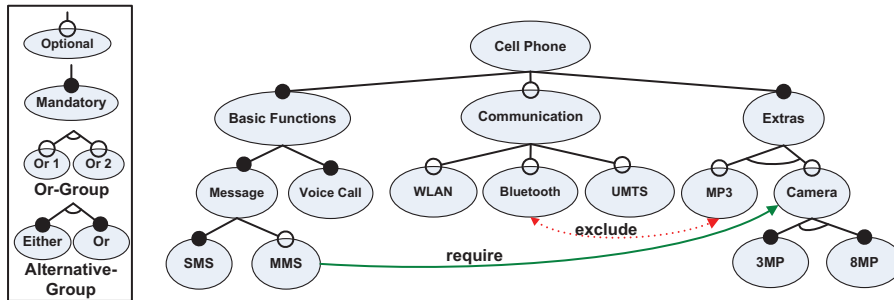 Optional
Mandatory
Or 1 Or 2
Or-Group
Either Or
Alternative-
Group
Cell Phone
Basic Functions Communication Extras
Message Voice Call WLAN Bluetooth UMTS MP3 Camera
exclude
require
SMS MMS 3MP 8MP